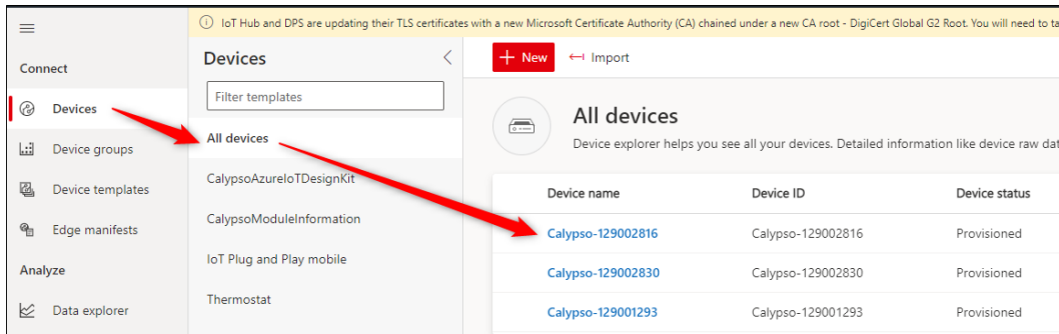 IoT Hub and DPS are updating their TLS certificates with a new Microsoft Certificate Authority (CA) chained under a new CA root - DigiCert Global G2 Root. You will need to ta
Connect
Devices
Device groups
Device templates
Edge manifests
Analyze
Data explorer
Devices
Filter templates
All devices
CalypsoAzureIoTDesignKit
CalypsoModuleInformation
IoT Plug and Play mobile
Thermostat
New Import
All devices
Device explorer helps you see all your devices. Detailed information like device raw dat
Device name Device ID Device status
Calypso-129002816 Calypso-129002816 Provisioned
Calypso-129002830 Calypso-129002830 Provisioned
Calypso-129001293 Calypso-129001293 Provisioned